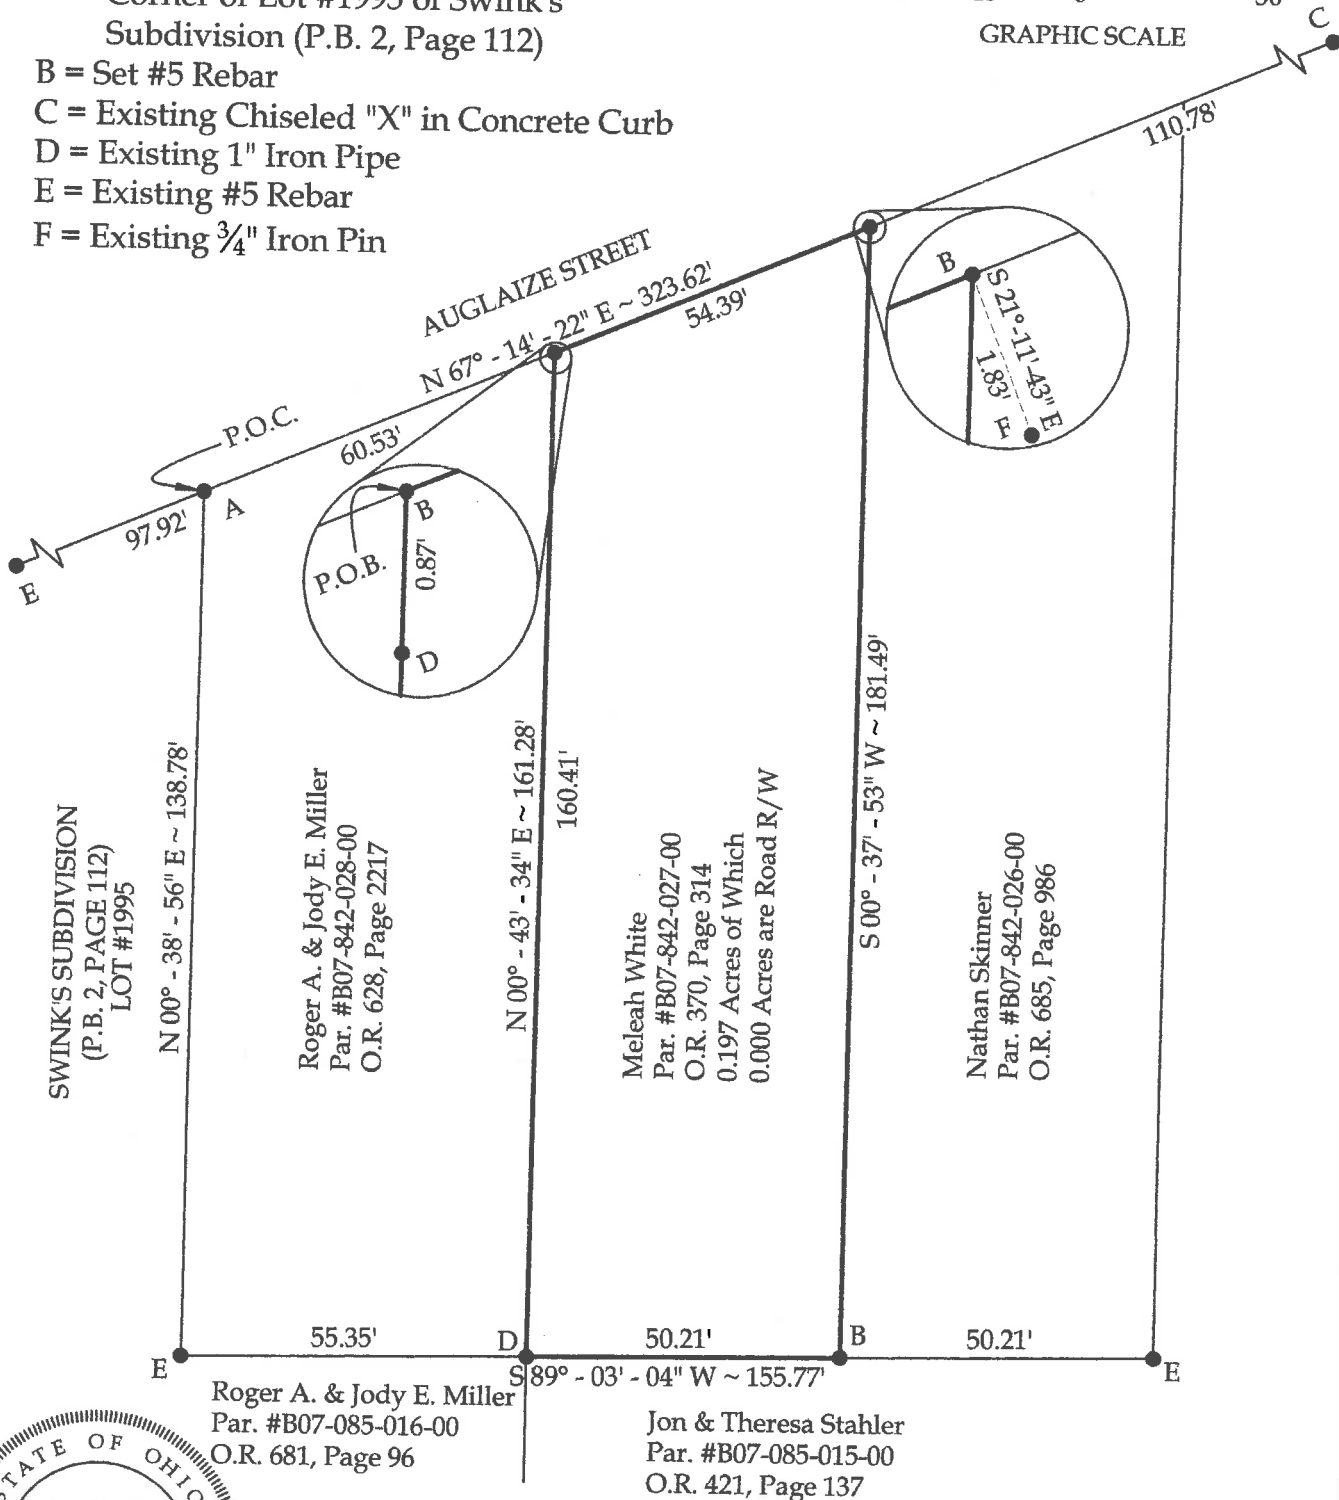 Corner of Lot #1995 of Swink's
Subdivision (P.B. 2, Page 112)
B = Set #5 Rebar
C = Existing Chiseled "X" in Concrete Curb
D = Existing 1" Iron Pipe
E = Existing #5 Rebar
F = Existing ¾" Iron Pin
GRAPHIC SCALE
C
110.78'
AUGLAIZE STREET
N 67° - 14' - 22" E ~ 323.62'
54.39'
B
S 21°-11'-43" E
1.83'
F
P.O.C.
60.53'
A
97.92'
E
B
P.O.B.
0.87'
D
SWINK'S SUBDIVISION
(P.B. 2, PAGE 112)
LOT #1995
N 00° - 38' - 56" E ~ 138.78'
Roger A. & Jody E. Miller
Par. #B07-842-028-00
O.R. 628, Page 2217
N 00° - 43' - 34" E ~ 161.28'
160.41'
Meleah White
Par. #B07-842-027-00
O.R. 370, Page 314
0.197 Acres of Which
0.000 Acres are Road R/W
S 00° - 37' - 53" W ~ 181.49'
Nathan Skinner
Par. #B07-842-026-00
O.R. 685, Page 986
E
55.35'
D
50.21'
B
50.21'
E
S 89° - 03' - 04" W ~ 155.77'
Roger A. & Jody E. Miller
Par. #B07-085-016-00
O.R. 681, Page 96
Jon & Theresa Stahler
Par. #B07-085-015-00
O.R. 421, Page 137
STATE OF OHIO